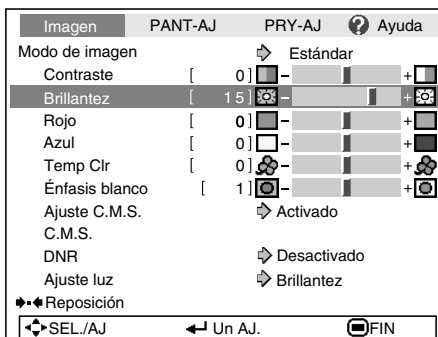 Imagen PANT-AJ PRY-AJ ? Ayuda
Modo de imagen Estándar
Contraste [ 0] - +
Brillantez [ 15] - +
Rojo [ 0] - +
Azul [ 0] - +
Temp Clr [ 0] - +
Énfasis blanco [ 1] - +
Ajuste C.M.S. Activado
C.M.S.
DNR Desactivado
Ajuste luz Brillantez
Reposición
SEL./AJ Un AJ. FIN